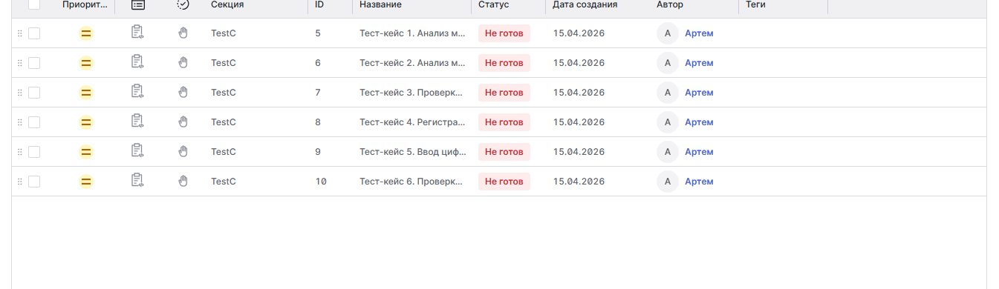 Приорит... Секция ID Название Статус Дата создания Автор Теги
TestC 5 Тест-кейс 1. Анализ м... Не готов 15.04.2026 A Артем
TestC 6 Тест-кейс 2. Анализ м... Не готов 15.04.2026 A Артем
TestC 7 Тест-кейс 3. Проверк... Не готов 15.04.2026 A Артем
TestC 8 Тест-кейс 4. Регистра... Не готов 15.04.2026 A Артем
TestC 9 Тест-кейс 5. Ввод циф... Не готов 15.04.2026 A Артем
TestC 10 Тест-кейс 6. Проверк... Не готов 15.04.2026 A Артем